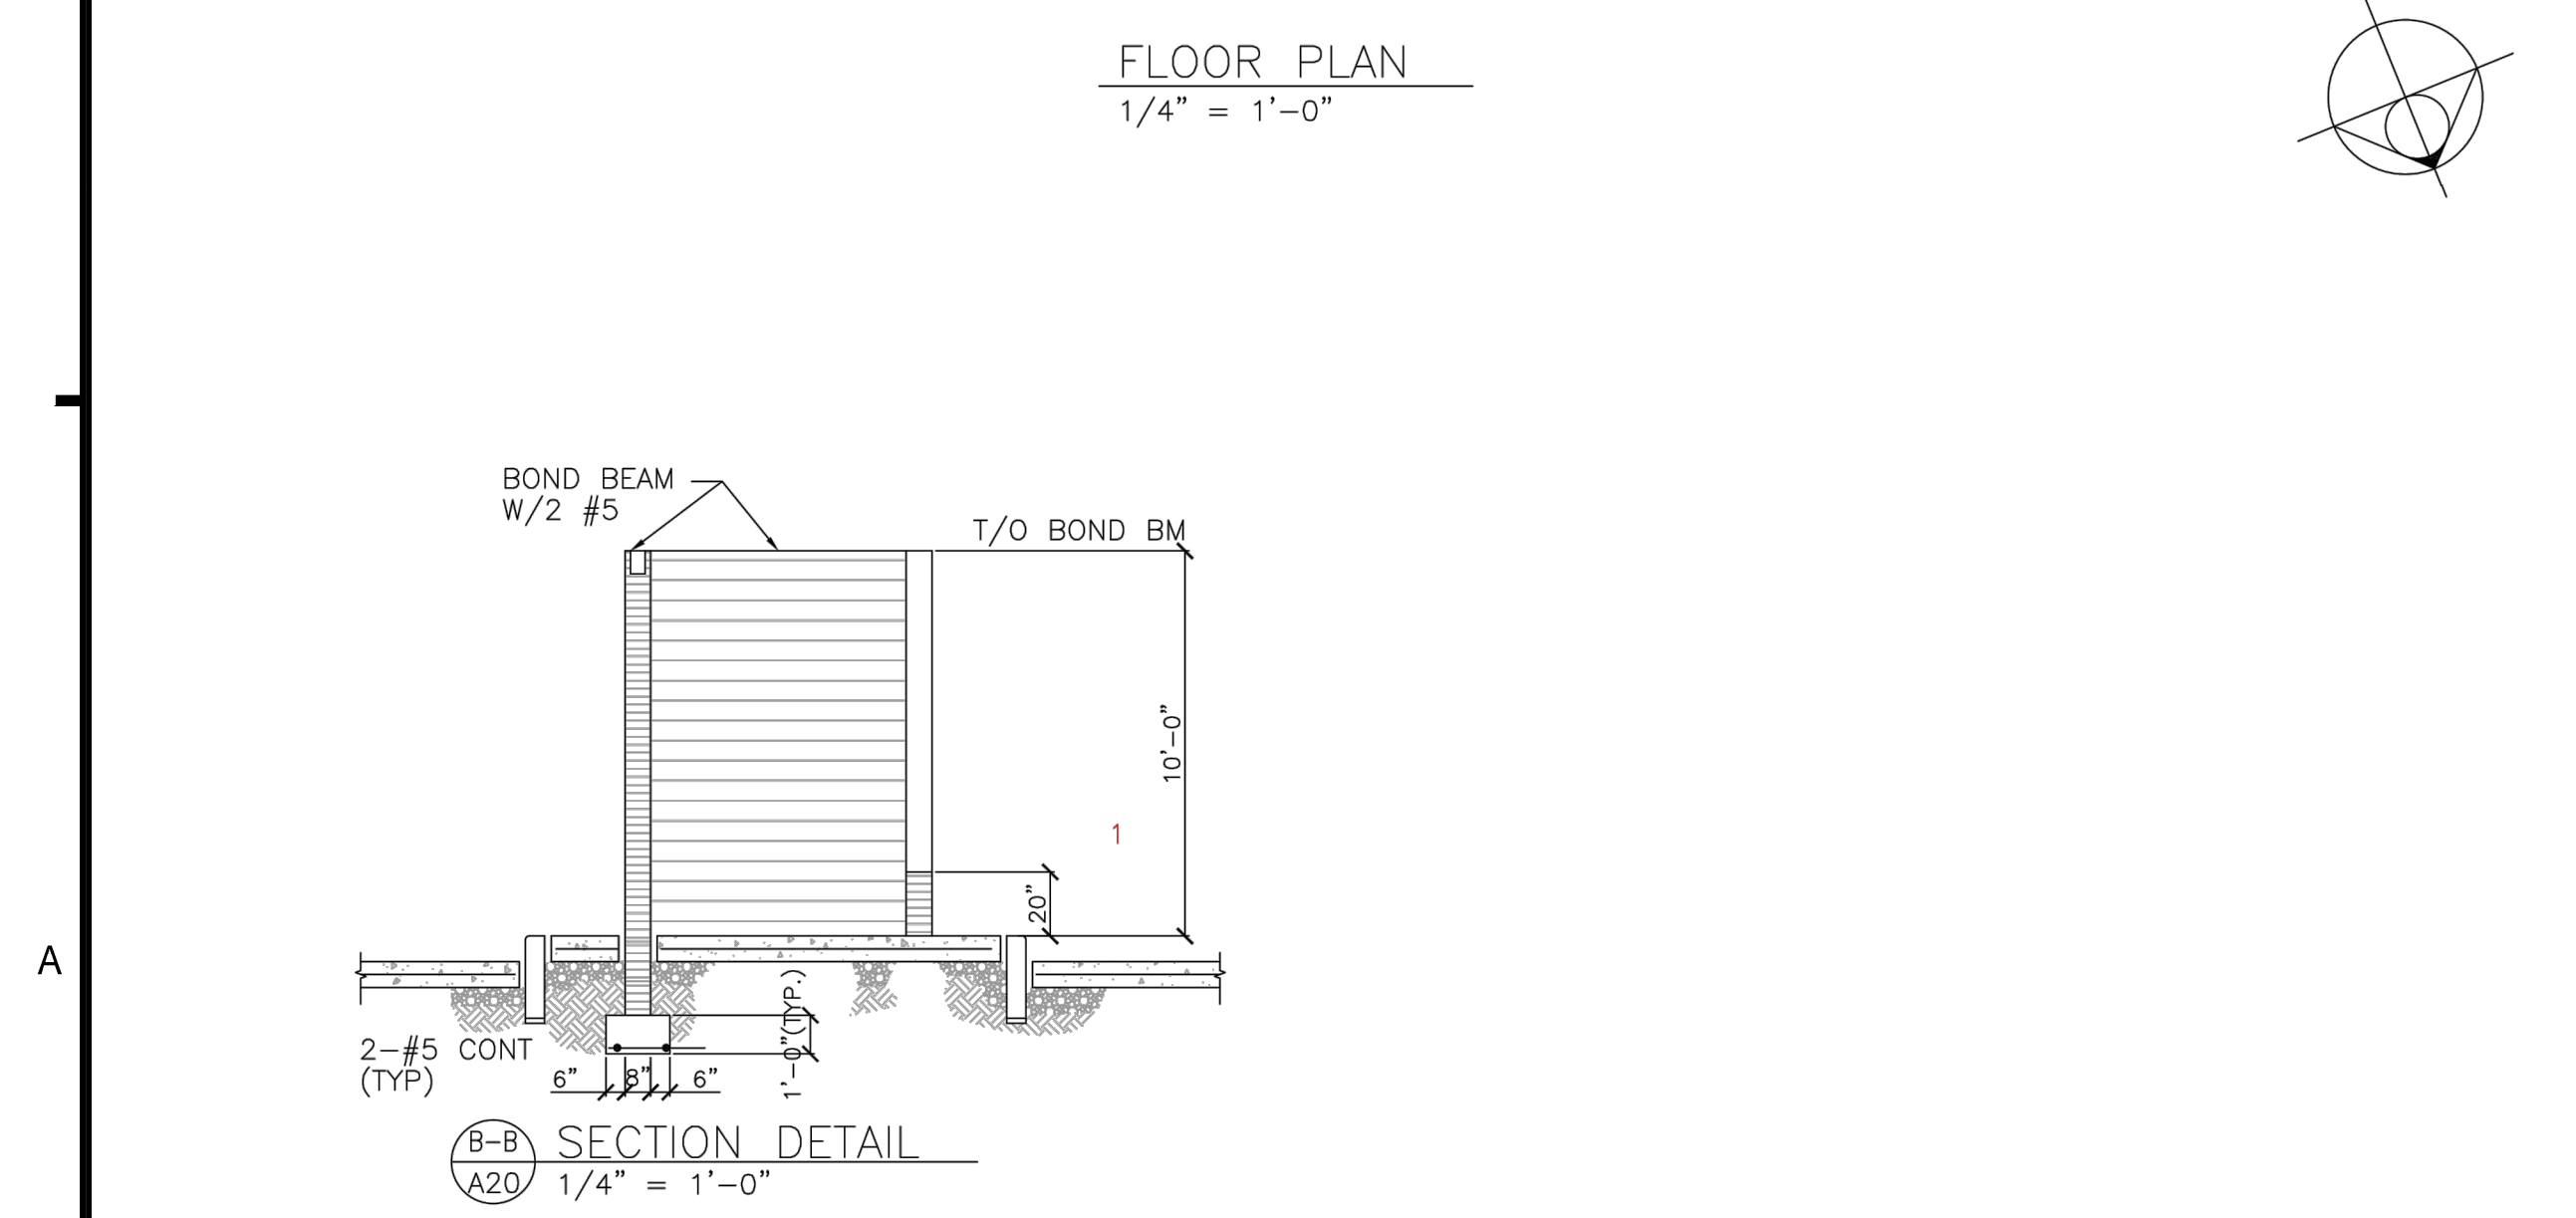 FLOOR PLAN
1/4" = 1'-0"
BOND BEAM
W/2 #5
T/O BOND BM
10'-0"
1
20"
A
1'-0"(TYP.)
2-#5 CONT
(TYP)
6" 8" 6"
B-B
A20
SECTION DETAIL
1/4" = 1'-0"